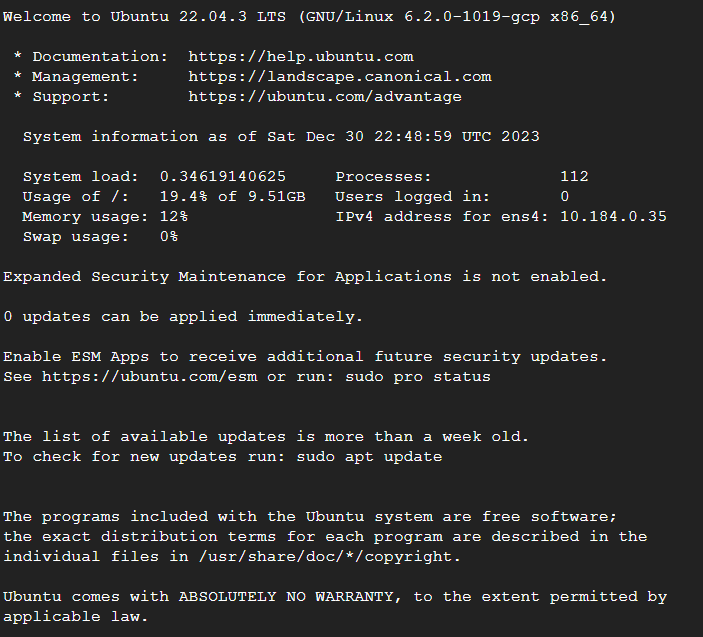 Welcome to Ubuntu 22.04.3 LTS (GNU/Linux 6.2.0-1019-gcp x86_64)
* Documentation: https://help.ubuntu.com
* Management: https://landscape.canonical.com
* Support: https://ubuntu.com/advantage
System information as of Sat Dec 30 22:48:59 UTC 2023
System load: 0.34619140625 Processes: 112
Usage of /: 19.4% of 9.51GB Users logged in: 0
Memory usage: 12% IPv4 address for ens4: 10.184.0.35
Swap usage: 0%
Expanded Security Maintenance for Applications is not enabled.
0 updates can be applied immediately.
Enable ESM Apps to receive additional future security updates.
See https://ubuntu.com/esm or run: sudo pro status
The list of available updates is more than a week old.
To check for new updates run: sudo apt update
The programs included with the Ubuntu system are free software;
the exact distribution terms for each program are described in the
individual files in /usr/share/doc/*/copyright.
Ubuntu comes with ABSOLUTELY NO WARRANTY, to the extent permitted by
applicable law.